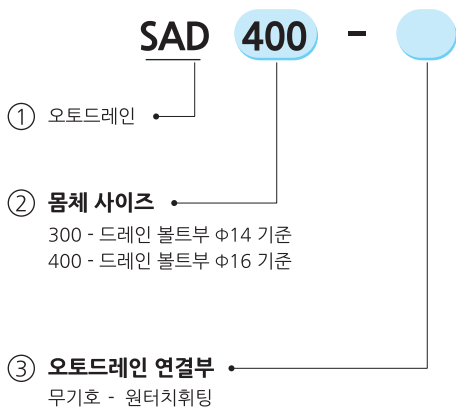 SAD 400 -
① 오토드레인
② 몸체 사이즈
300 - 드레인 볼트부 Φ14 기준
400 - 드레인 볼트부 Φ16 기준
③ 오토드레인 연결부
무기호 - 원터치휘팅